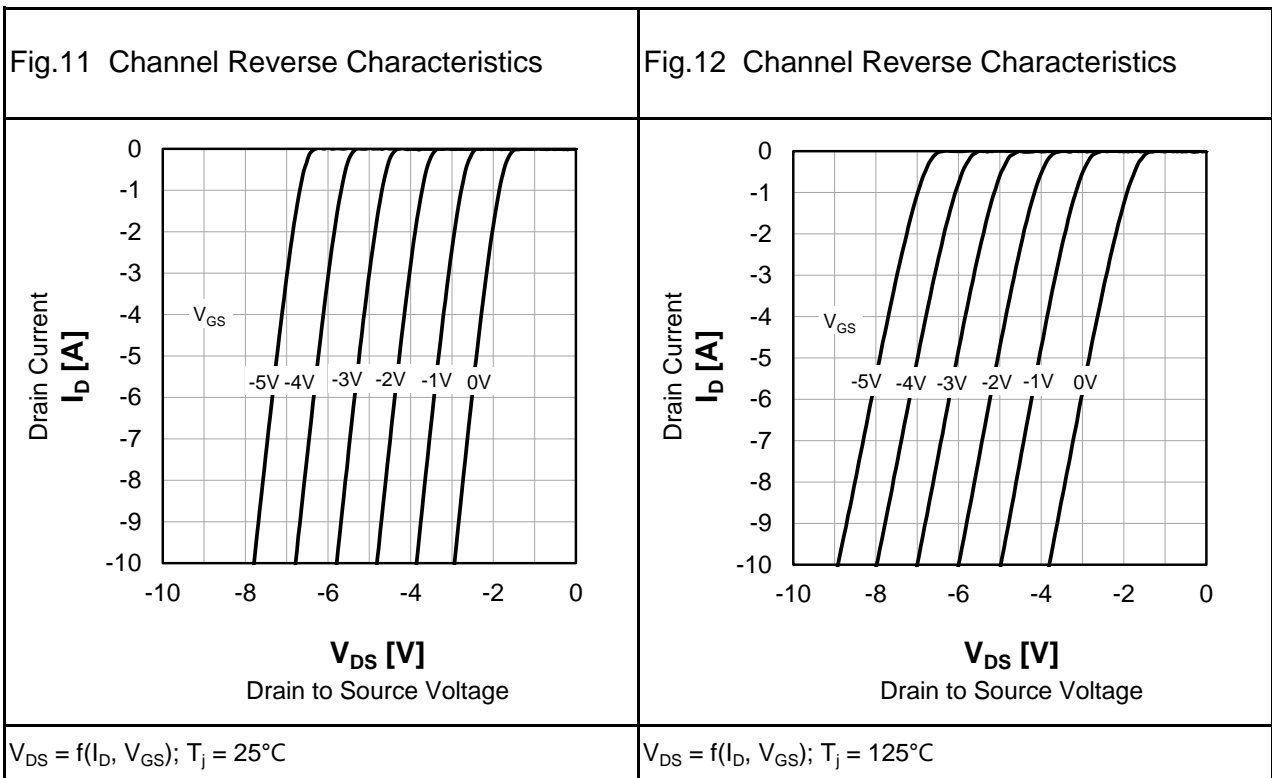 Fig.11 Channel Reverse Characteristics
Fig.12 Channel Reverse Characteristics
0
-1
-2
-3
-4
-5
-6
-7
-8
-9
-10
-10
-8
-6
-4
-2
0
Drain Current
I_D [A]
V_GS
-5V -4V -3V -2V -1V 0V
V_DS [V]
Drain to Source Voltage
0
-1
-2
-3
-4
-5
-6
-7
-8
-9
-10
-10
-8
-6
-4
-2
0
Drain Current
I_D [A]
V_GS
-5V -4V -3V -2V -1V 0V
V_DS [V]
Drain to Source Voltage
V_DS = f(I_D, V_GS); T_j = 25°C
V_DS = f(I_D, V_GS); T_j = 125°C